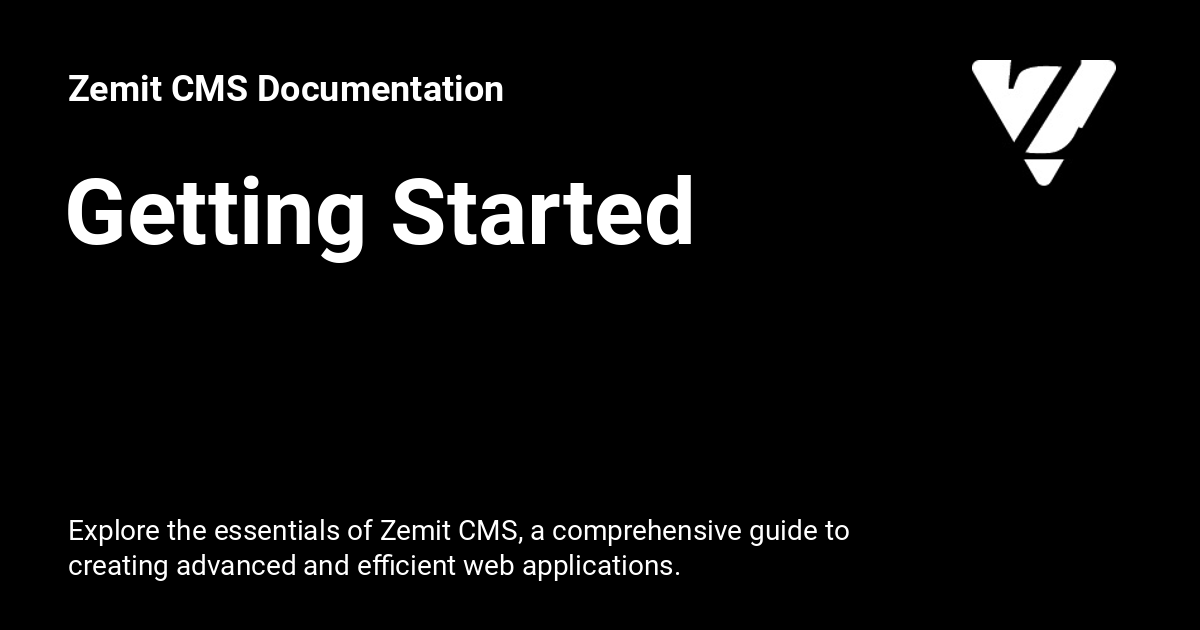 Zemit CMS Documentation
Getting Started
Explore the essentials of Zemit CMS, a comprehensive guide to
creating advanced and efficient web applications.